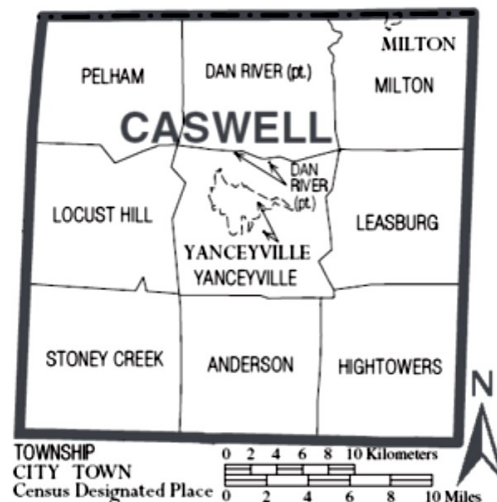 MILTON
PELHAM
DAN RIVER (pt.)
MILTON
CASWELL
DAN
RIVER
(pt.)
LOCUST HILL
LEASBURG
YANCEYVILLE
YANCEYVILLE
STONEY CREEK
ANDERSON
HIGHTOWERS
N
TOWNSHIP
CITY TOWN
Census Designated Place
0 2 4 6 8 10 Kilometers
0 2 4 6 8 10 Miles